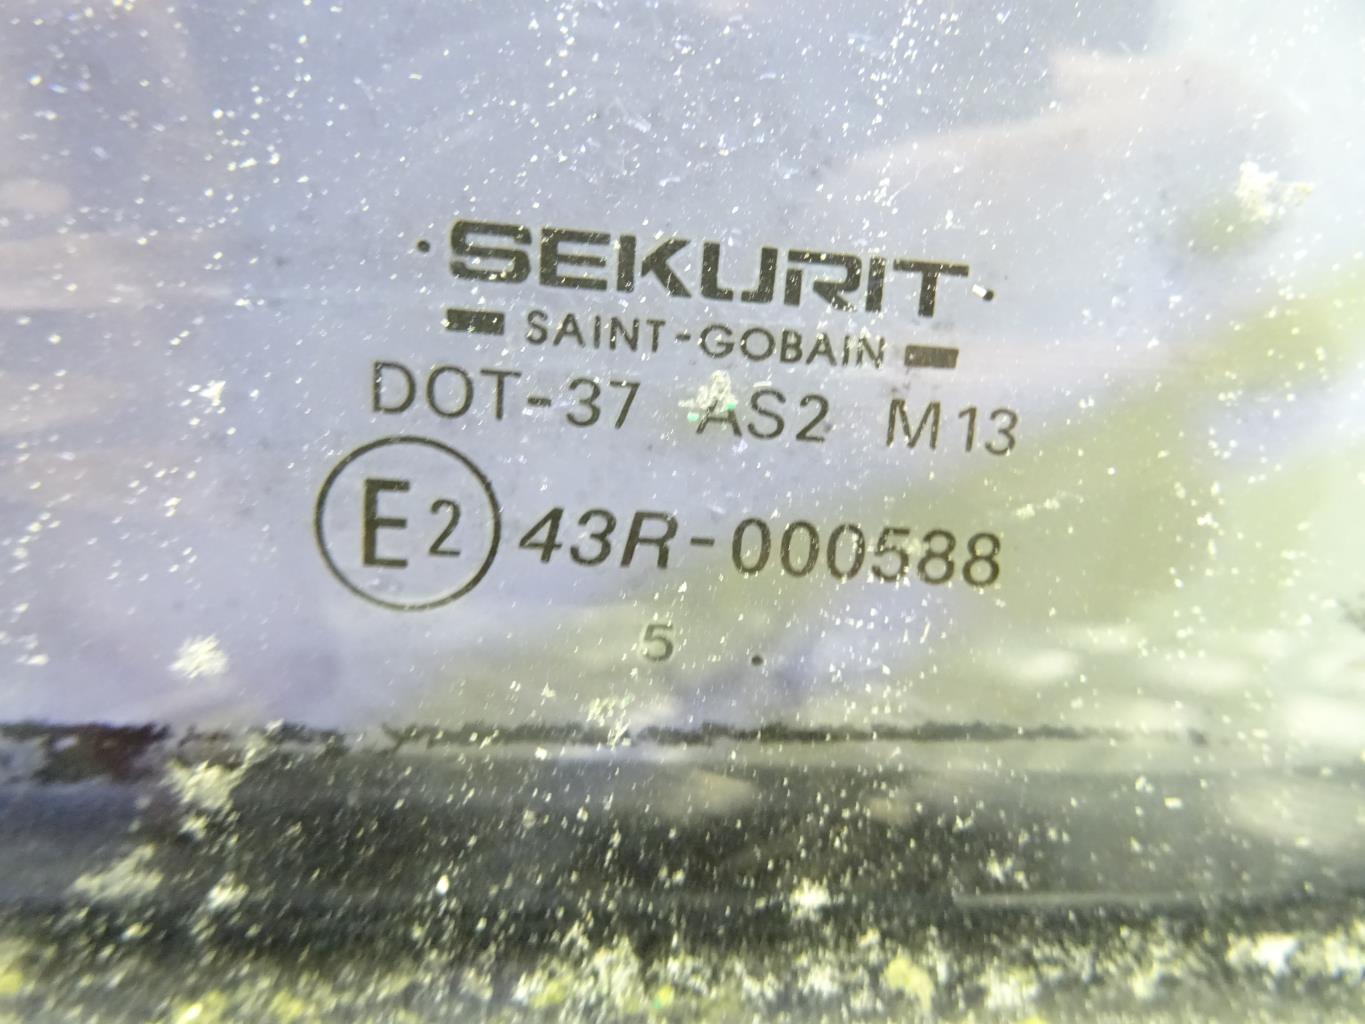 ·SEKURIT·
SAINT-GOBAIN
DOT-37 AS2 M13
E2 43R-000588
5 .